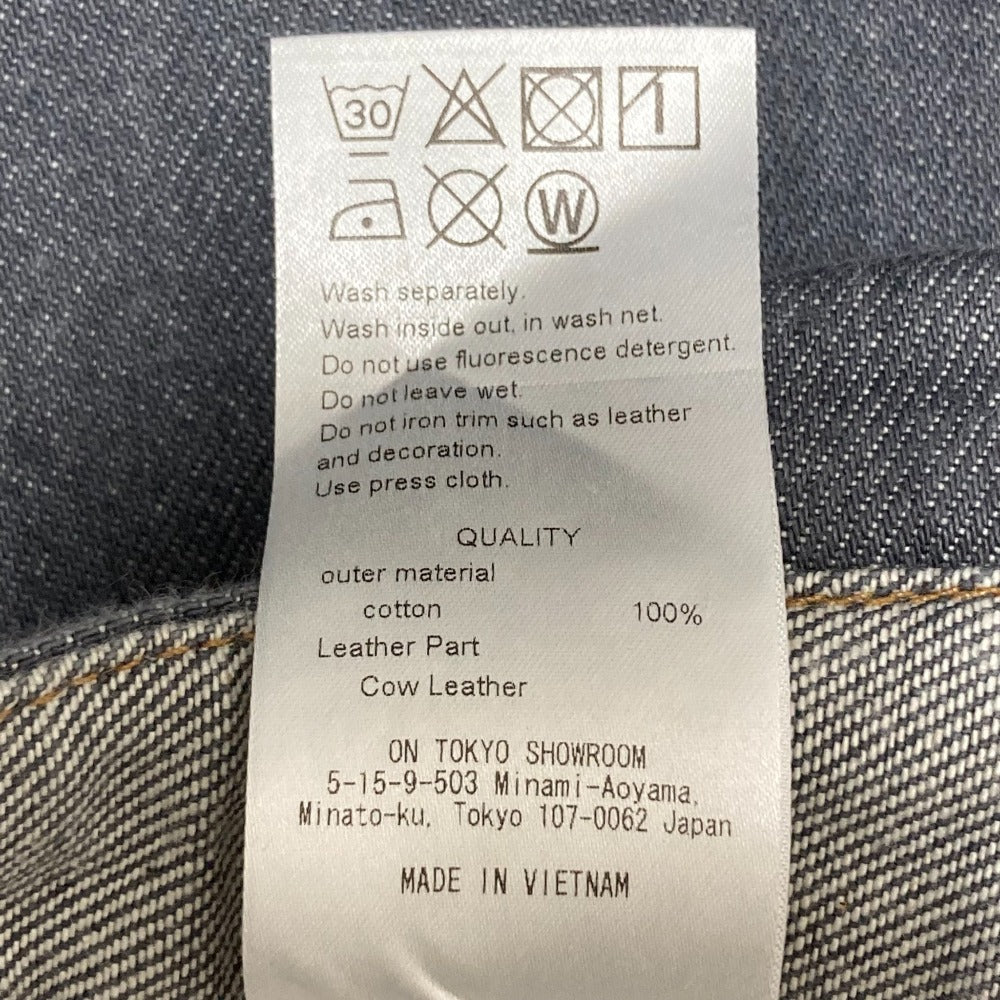 30
W
Wash separately.
Wash inside out, in wash net.
Do not use fluorescence detergent.
Do not leave wet.
Do not iron trim such as leather
and decoration.
Use press cloth.
QUALITY
outer material
cotton 100%
Leather Part
Cow Leather
ON TOKYO SHOWROOM
5-15-9-503 Minami-Aoyama,
Minato-ku, Tokyo 107-0062 Japan
MADE IN VIETNAM